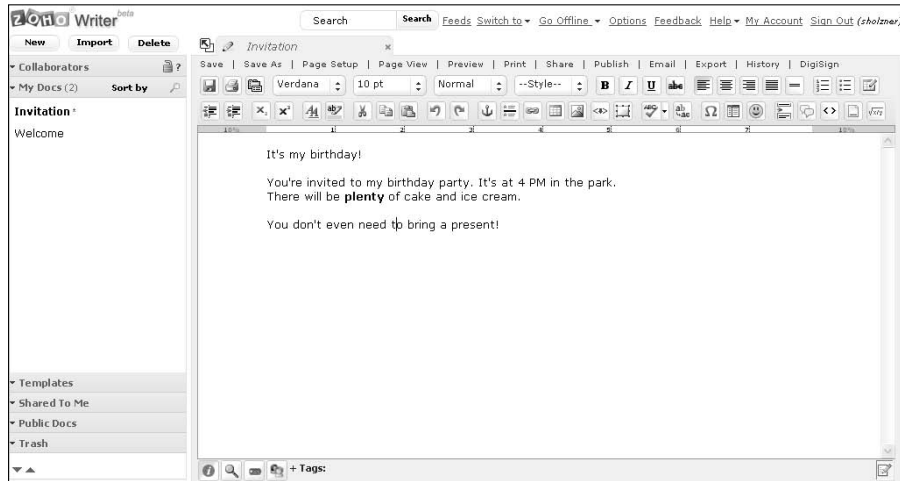 ZOHO Writer beta
Search Search Feeds Switch to Go Offline Options Feedback Help My Account Sign Out (sholzner)
New Import Delete
Invitation ×
Collaborators ?
Save | Save As | Page Setup | Page View | Preview | Print | Share | Publish | Email | Export | History | DigiSign
My Docs (2) Sort by
Verdana 10 pt Normal --Style-- B I U abc
Invitation *
Welcome
It's my birthday!
You're invited to my birthday party. It's at 4 PM in the park.
There will be plenty of cake and ice cream.
You don't even need to bring a present!
Templates
Shared To Me
Public Docs
Trash
+ Tags: